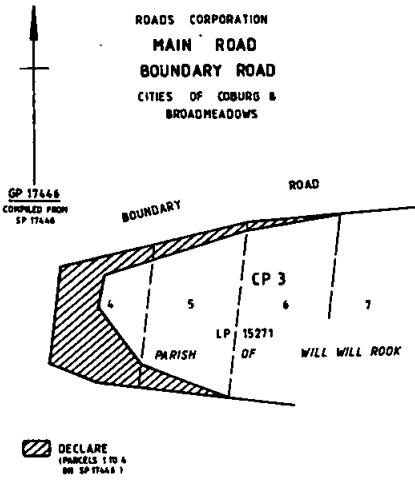 ROADS CORPORATION
MAIN ROAD
BOUNDARY ROAD
CITIES OF COBURG &
BROADMEADOWS
GP 17446
COMPILED FROM
SP 17446
BOUNDARY ROAD
CP 3
4 5 6 7
LP 15271
PARISH OF WILL WILL ROOK
DECLARE
(PARCELS 1 TO 4
ON SP 17446)